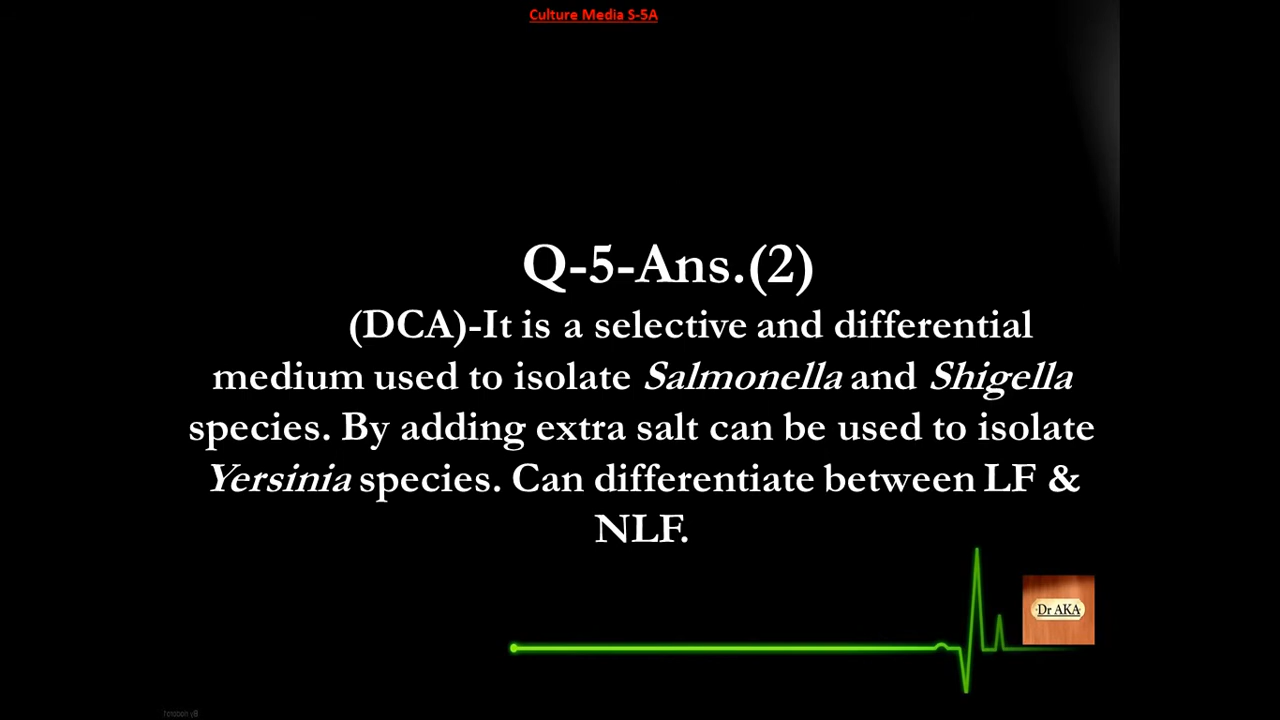 Culture Media S-5A
Q-5-Ans.(2)
(DCA)-It is a selective and differential
medium used to isolate Salmonella and Shigella
species. By adding extra salt can be used to isolate
Yersinia species. Can differentiate between LF &
NLF.
Dr AKA